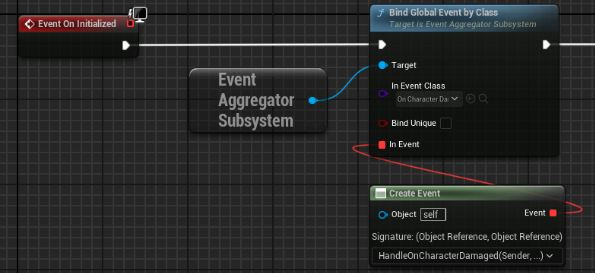 Event On Initialized
Bind Global Event by Class
Target is Event Aggregator Subsystem
Event
Aggregator
Subsystem
Target
In Event Class
On Character Da
Bind Unique
In Event
Create Event
Object self
Event
Signature: (Object Reference, Object Reference)
HandleOnCharacterDamaged(Sender, ...)